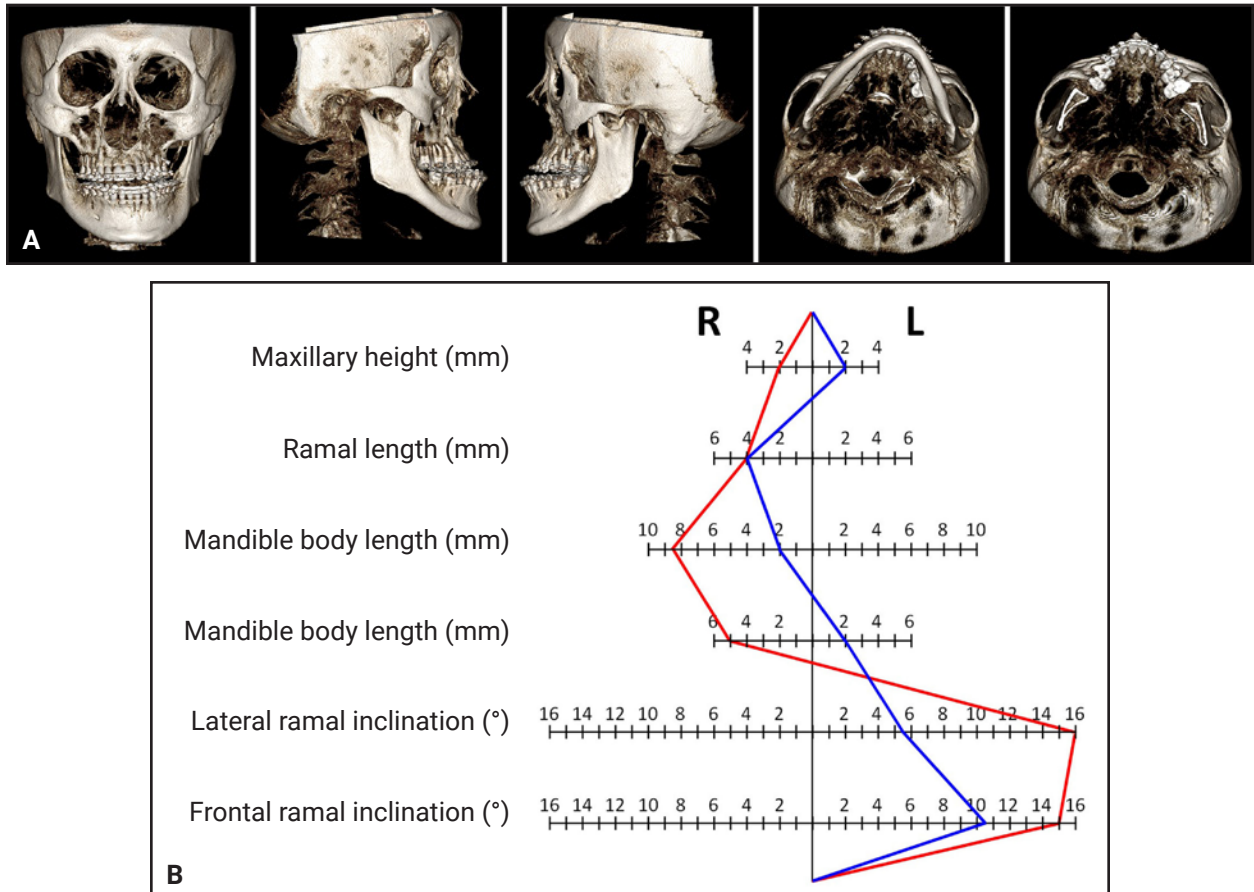 A
R L
Maxillary height (mm)
4 2 2 4
Ramal length (mm)
6 4 2 2 4 6
Mandible body length (mm)
10 8 6 4 2 2 4 6 8 10
Mandible body length (mm)
6 4 2 2 4 6
Lateral ramal inclination (°)
16 14 12 10 8 6 4 2 2 4 6 8 10 12 14 16
Frontal ramal inclination (°)
16 14 12 10 8 6 4 2 2 4 6 8 10 12 14 16
B